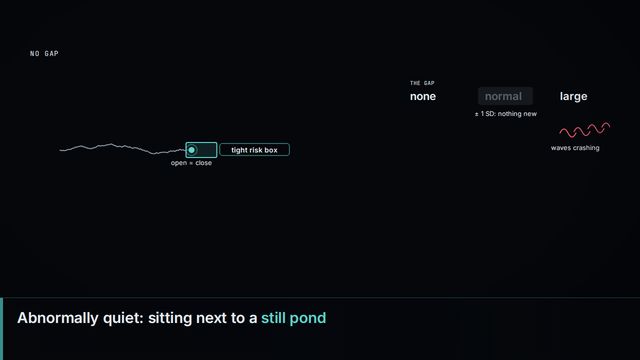 NO GAP
THE GAP
none
normal
large
± 1 SD: nothing new
waves crashing
tight risk box
open ≈ close
Abnormally quiet: sitting next to a still pond